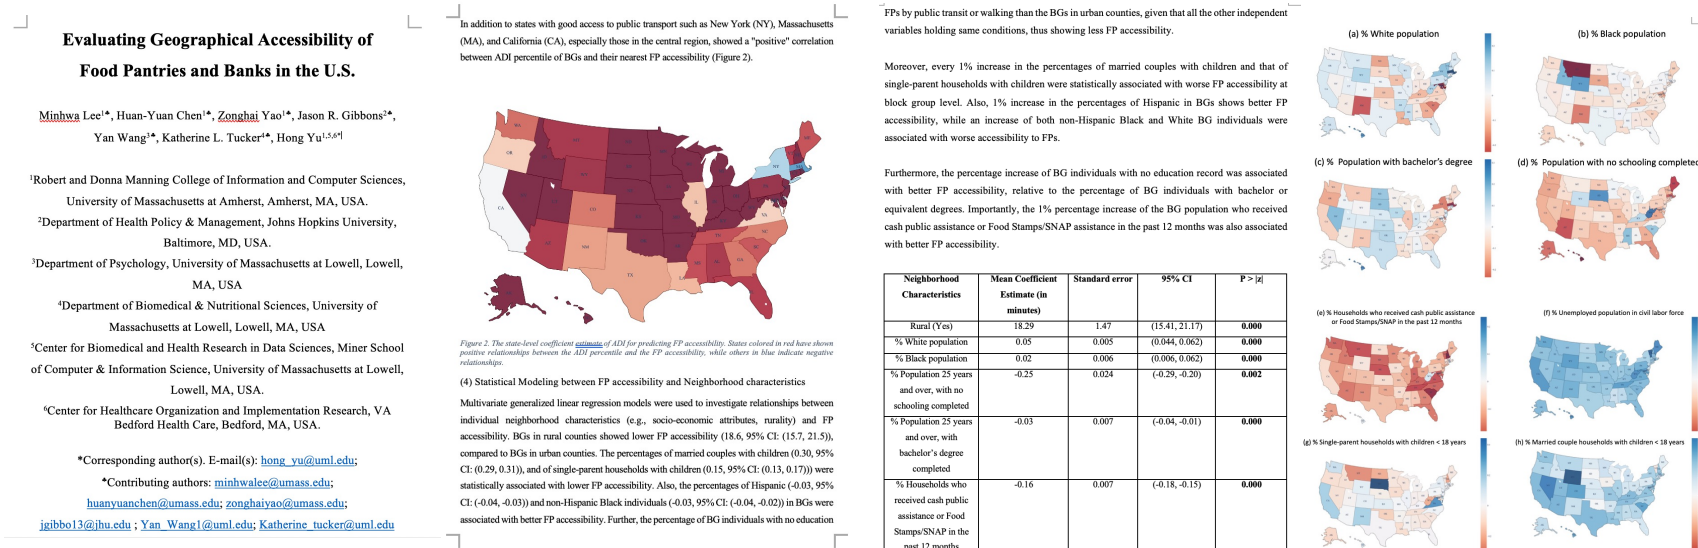 Evaluating Geographical Accessibility of
Food Pantries and Banks in the U.S.
Minhwa Lee¹♣, Huan-Yuan Chen¹♣, Zonghai Yao¹♣, Jason R. Gibbons²♣,
Yan Wang³♣, Katherine L. Tucker⁴♣, Hong Yu¹,⁵,⁶*¶
¹Robert and Donna Manning College of Information and Computer Sciences,
University of Massachusetts at Amherst, Amherst, MA, USA.
²Department of Health Policy & Management, Johns Hopkins University,
Baltimore, MD, USA.
³Department of Psychology, University of Massachusetts at Lowell, Lowell,
MA, USA
⁴Department of Biomedical & Nutritional Sciences, University of
Massachusetts at Lowell, Lowell, MA, USA
⁵Center for Biomedical and Health Research in Data Sciences, Miner School
of Computer & Information Science, University of Massachusetts at Lowell,
Lowell, MA, USA.
⁶Center for Healthcare Organization and Implementation Research, VA
Bedford Health Care, Bedford, MA, USA.
*Corresponding author(s). E-mail(s): hong_yu@uml.edu;
♣Contributing authors: minhwalee@umass.edu;
huanyuanchen@umass.edu; zonghaiyao@umass.edu;
jgibbo13@jhu.edu ; Yan_Wang1@uml.edu; Katherine_tucker@uml.edu
In addition to states with good access to public transport such as New York (NY), Massachusetts
(MA), and California (CA), especially those in the central region, showed a "positive" correlation
between ADI percentile of BGs and their nearest FP accessibility (Figure 2).
WA
OR
CA
CO
NM
TX
IL
NY
VA
NC
Figure 2. The state-level coefficient estimate of ADI for predicting FP accessibility. States colored in red have shown
positive relationships between the ADI percentile and the FP accessibility, while others in blue indicate negative
relationships.
(4) Statistical Modeling between FP accessibility and Neighborhood characteristics
Multivariate generalized linear regression models were used to investigate relationships between
individual neighborhood characteristics (e.g., socio-economic attributes, rurality) and FP
accessibility. BGs in rural counties showed lower FP accessibility (18.6, 95% CI: (15.7, 21.5)),
compared to BGs in urban counties. The percentages of married couples with children (0.30, 95%
CI: (0.29, 0.31)), and of single-parent households with children (0.15, 95% CI: (0.13, 0.17))) were
statistically associated with lower FP accessibility. Also, the percentages of Hispanic (-0.03, 95%
CI: (-0.04, -0.03)) and non-Hispanic Black individuals (-0.03, 95% CI: (-0.04, -0.02)) in BGs were
associated with better FP accessibility. Further, the percentage of BG individuals with no education
FPs by public transit or walking than the BGs in urban counties, given that all the other independent
variables holding same conditions, thus showing less FP accessibility.
Moreover, every 1% increase in the percentages of married couples with children and that of
single-parent households with children were statistically associated with worse FP accessibility at
block group level. Also, 1% increase in the percentages of Hispanic in BGs shows better FP
accessibility, while an increase of both non-Hispanic Black and White BG individuals were
associated with worse accessibility to FPs.
Furthermore, the percentage increase of BG individuals with no education record was associated
with better FP accessibility, relative to the percentage of BG individuals with bachelor or
equivalent degrees. Importantly, the 1% percentage increase of the BG population who received
cash public assistance or Food Stamps/SNAP assistance in the past 12 months was also associated
with better FP accessibility.
Neighborhood Characteristics Mean Coefficient Estimate (in minutes) Standard error 95% CI P > |z|
Rural (Yes) 18.29 1.47 (15.41, 21.17) 0.000
% White population 0.05 0.005 (0.044, 0.062) 0.000
% Black population 0.02 0.006 (0.006, 0.062) 0.000
% Population 25 years and over, with no schooling completed -0.25 0.024 (-0.29, -0.20) 0.002
% Population 25 years and over, with bachelor's degree completed -0.03 0.007 (-0.04, -0.01) 0.000
% Households who received cash public assistance or Food Stamps/SNAP in the past 12 months -0.16 0.007 (-0.18, -0.15) 0.000
(a) % White population
(b) % Black population
(c) % Population with bachelor's degree
(d) % Population with no schooling completed
(e) % Households who received cash public assistance
or Food Stamps/SNAP in the past 12 months
(f) % Unemployed population in civil labor force
(g) % Single-parent households with children < 18 years
(h) % Married couple households with children < 18 years